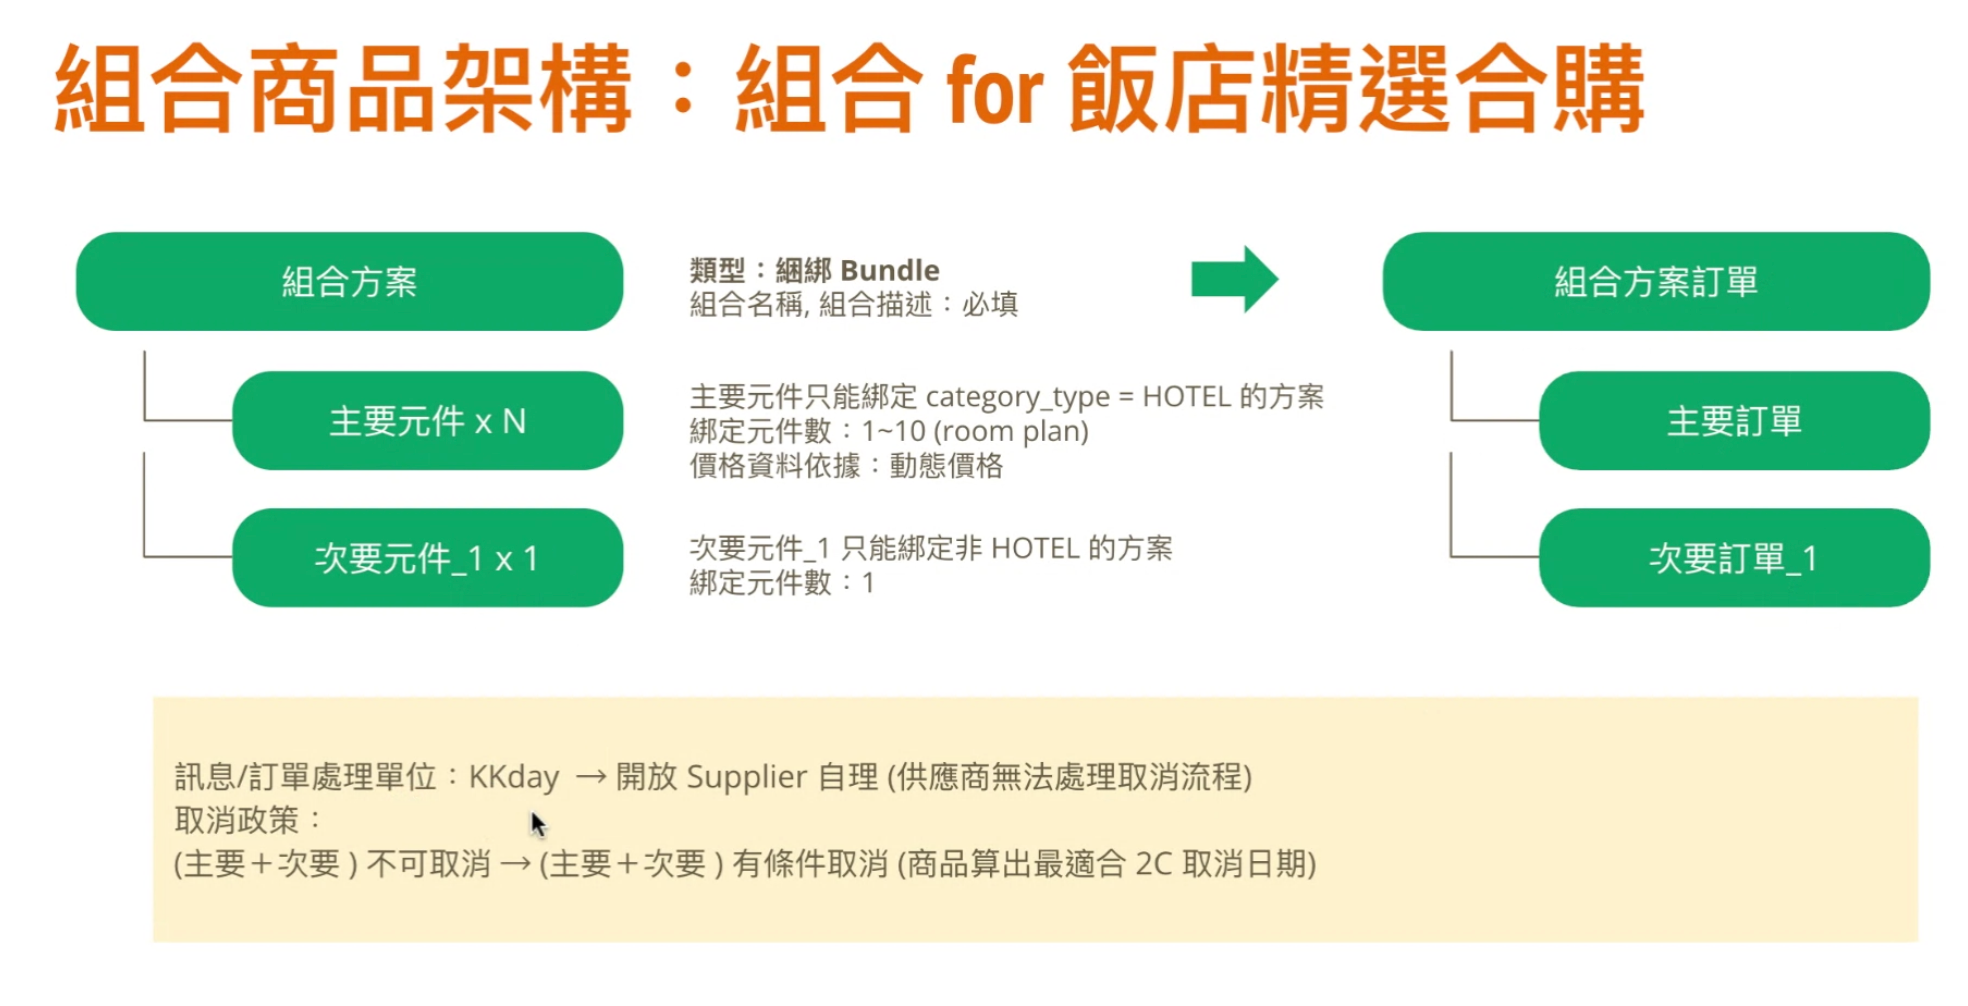 組合商品架構：組合 for 飯店精選合購
組合方案
類型：綑綁 Bundle
組合名稱, 組合描述：必填
主要元件 x N
主要元件只能綁定 category_type = HOTEL 的方案
綁定元件數：1~10 (room plan)
價格資料依據：動態價格
次要元件_1 x 1
次要元件_1 只能綁定非 HOTEL 的方案
綁定元件數：1
組合方案訂單
主要訂單
次要訂單_1
訊息/訂單處理單位：KKday → 開放 Supplier 自理 (供應商無法處理取消流程)
取消政策：
(主要＋次要 ) 不可取消 → (主要＋次要 ) 有條件取消 (商品算出最適合 2C 取消日期)